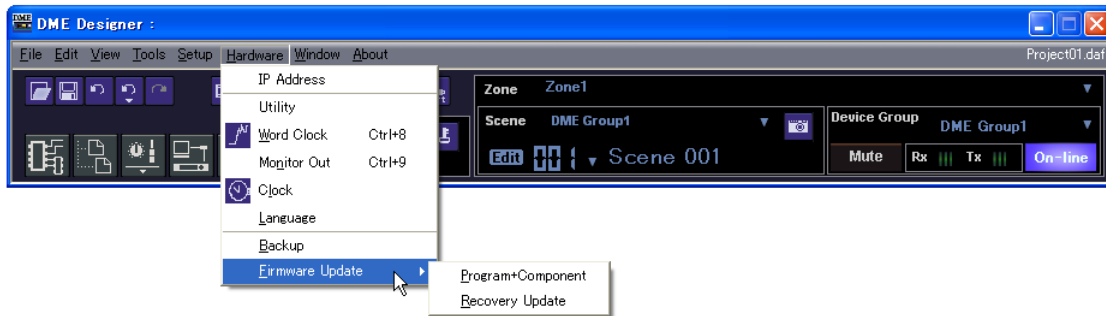 DME Designer :
File Edit View Tools Setup Hardware Window About Project01.daf
IP Address
Utility
Word Clock Ctrl+8
Monitor Out Ctrl+9
Clock
Language
Backup
Firmware Update
Program+Component
Recovery Update
Zone Zone1
Scene DME Group1
Edit 001 Scene 001
Device Group DME Group1
Mute Rx Tx On-line